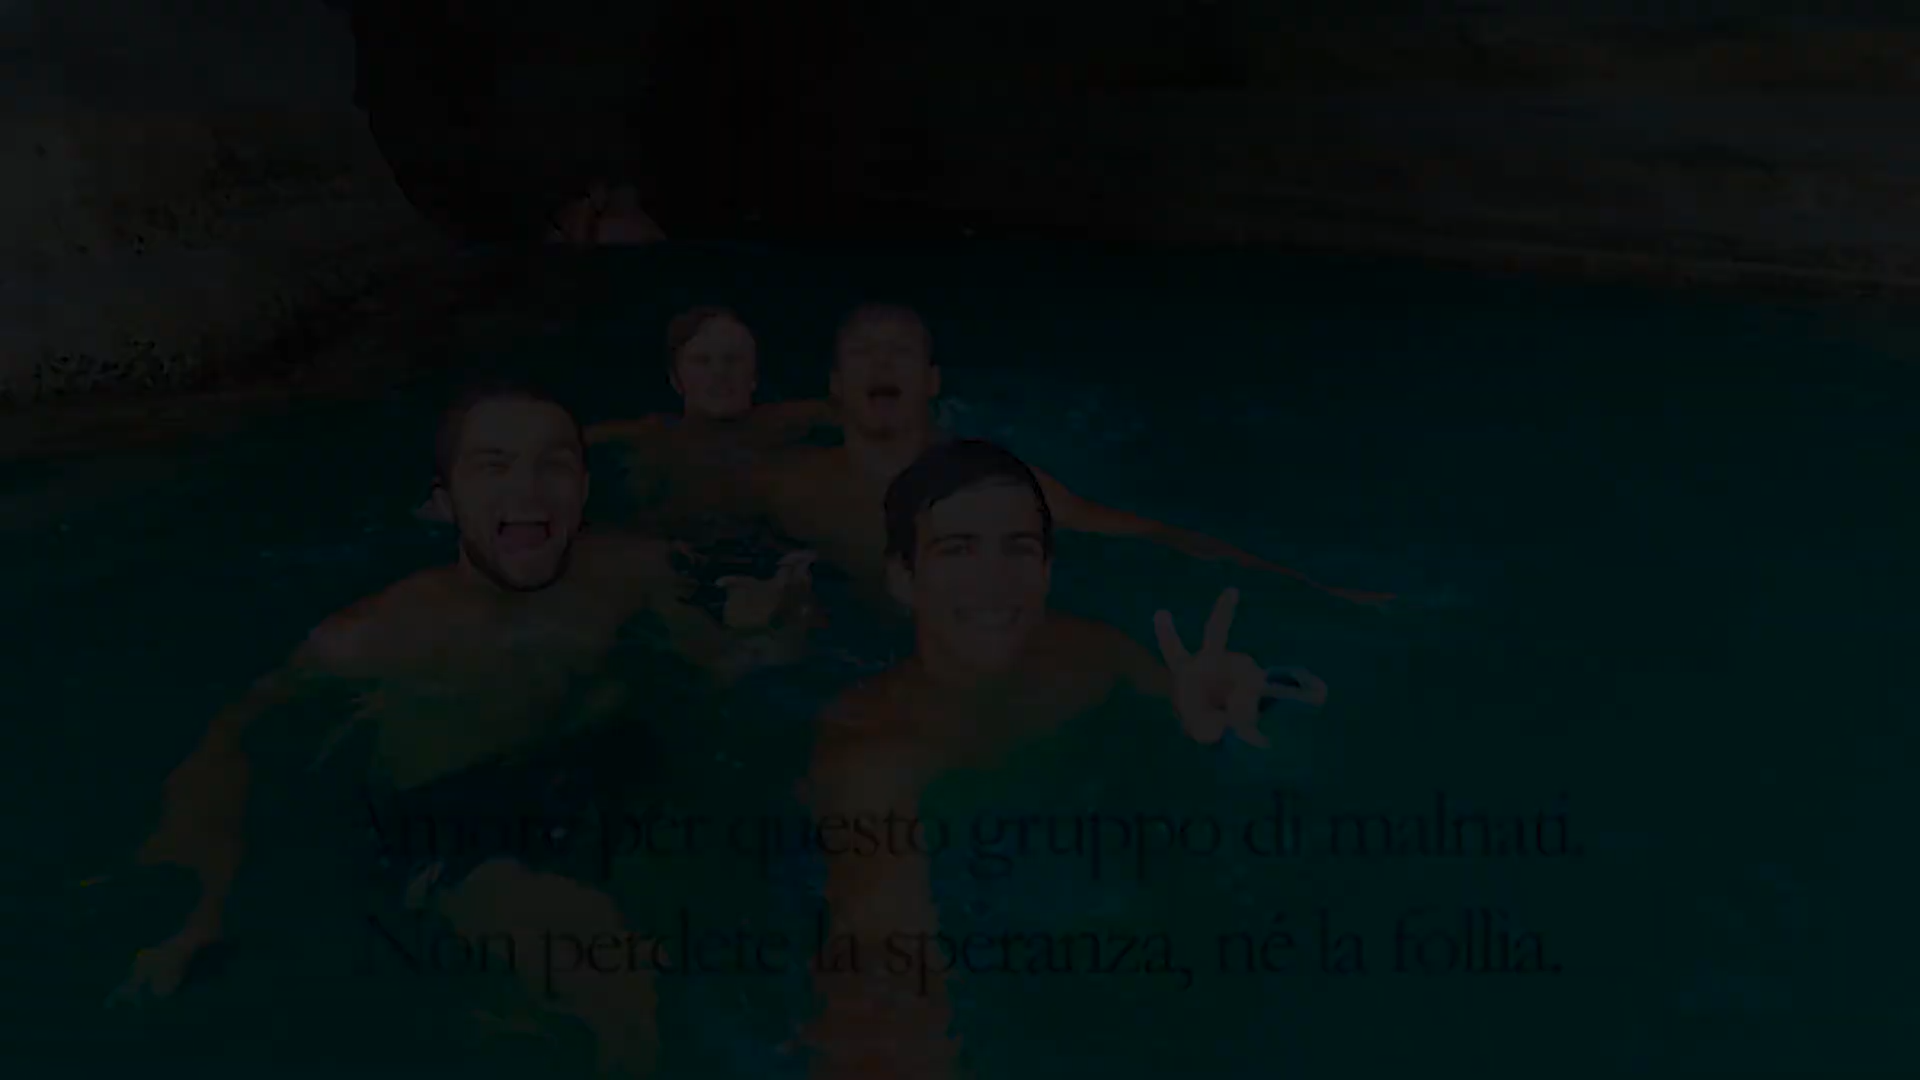 Amore per questo gruppo di malnati.
Non perdete la speranza, né la follia.